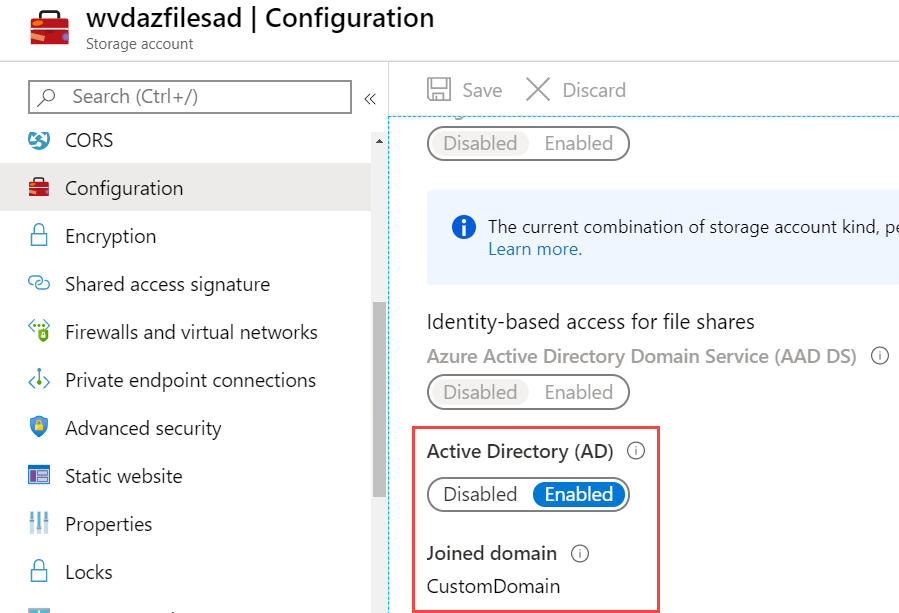 wvdazfilesad | Configuration
Storage account
Search (Ctrl+/)
«
CORS
Configuration
Encryption
Shared access signature
Firewalls and virtual networks
Private endpoint connections
Advanced security
Static website
Properties
Locks
Save Discard
Disabled Enabled
The current combination of storage account kind,
Learn more.
Identity-based access for file shares
Azure Active Directory Domain Service (AAD DS)
Disabled Enabled
Active Directory (AD)
Disabled Enabled
Joined domain
CustomDomain